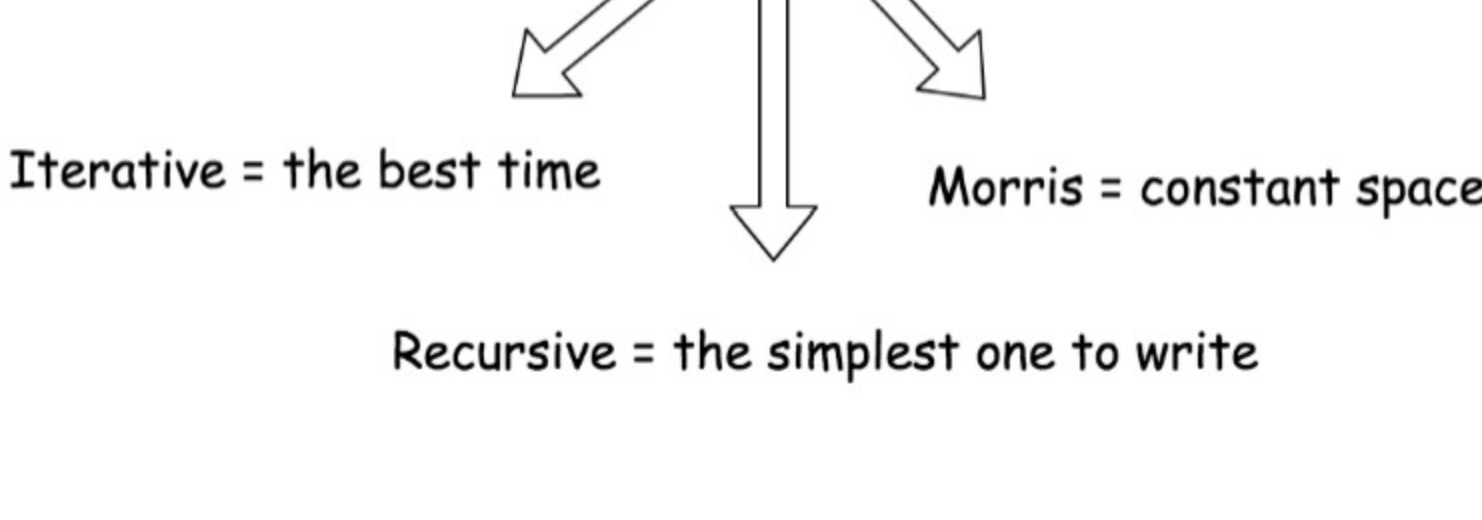 Iterative = the best time
Morris = constant space
Recursive = the simplest one to write